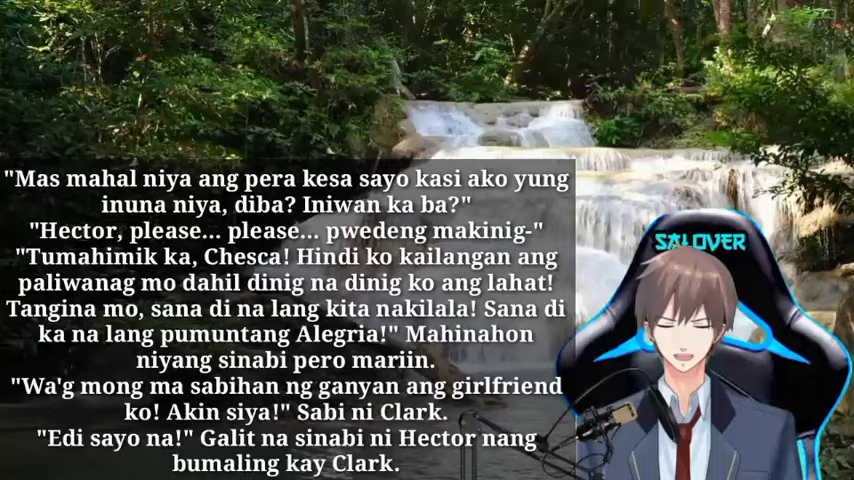 "Mas mahal niya ang pera kesa sayo kasi ako yung
inuna niya, diba? Iniwan ka ba?"
"Hector, please... please... pwedeng makinig-"
"Tumahimik ka, Chesca! Hindi ko kailangan ang
paliwanag mo dahil dinig na dinig ko ang lahat!
Tangina mo, sana di na lang kita nakilala! Sana di
ka na lang pumuntang Alegria!" Mahinahon
niyang sinabi pero mariin.
"Wa'g mong ma sabihan ng ganyan ang girlfriend
ko! Akin siya!" Sabi ni Clark.
"Edi sayo na!" Galit na sinabi ni Hector nang
bumaling kay Clark.
SALOVER